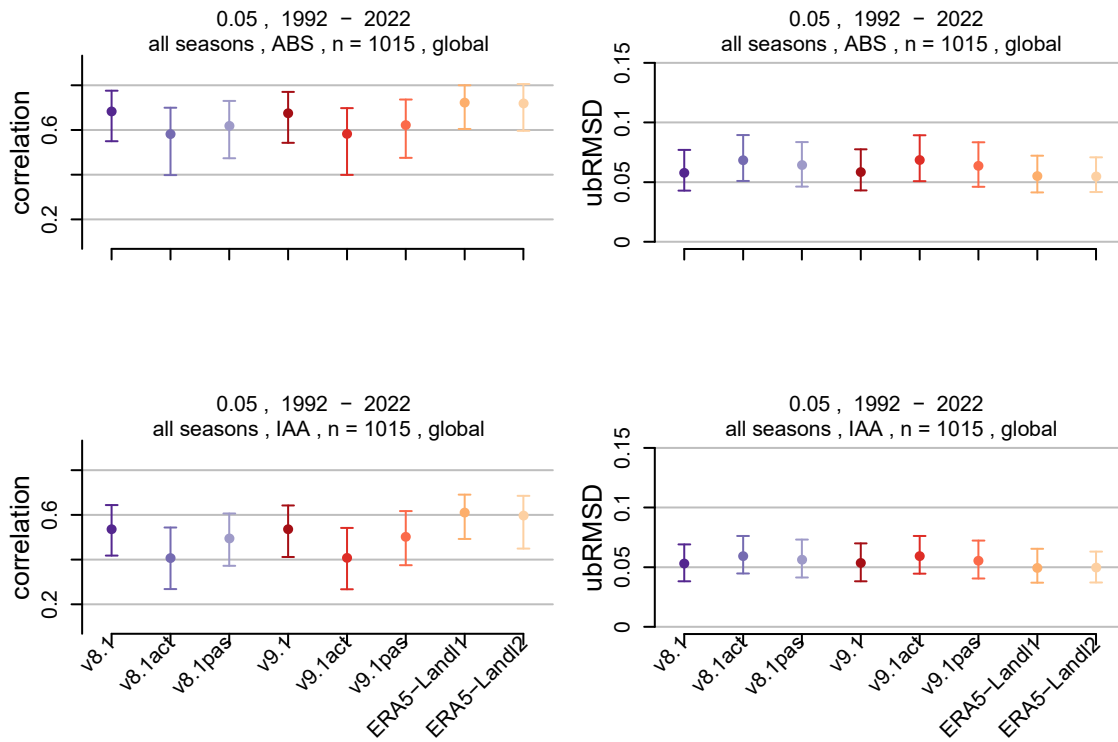 0.05 , 1992 − 2022
all seasons , ABS , n = 1015 , global
correlation
0.6
0.2
0.05 , 1992 − 2022
all seasons , ABS , n = 1015 , global
ubRMSD
0.15
0.1
0.05
0
0.05 , 1992 − 2022
all seasons , IAA , n = 1015 , global
correlation
0.6
0.2
v8.1
v8.1act
v8.1pas
v9.1
v9.1act
v9.1pas
ERA5−Landl1
ERA5−Landl2
0.05 , 1992 − 2022
all seasons , IAA , n = 1015 , global
ubRMSD
0.15
0.1
0.05
0
v8.1
v8.1act
v8.1pas
v9.1
v9.1act
v9.1pas
ERA5−Landl1
ERA5−Landl2